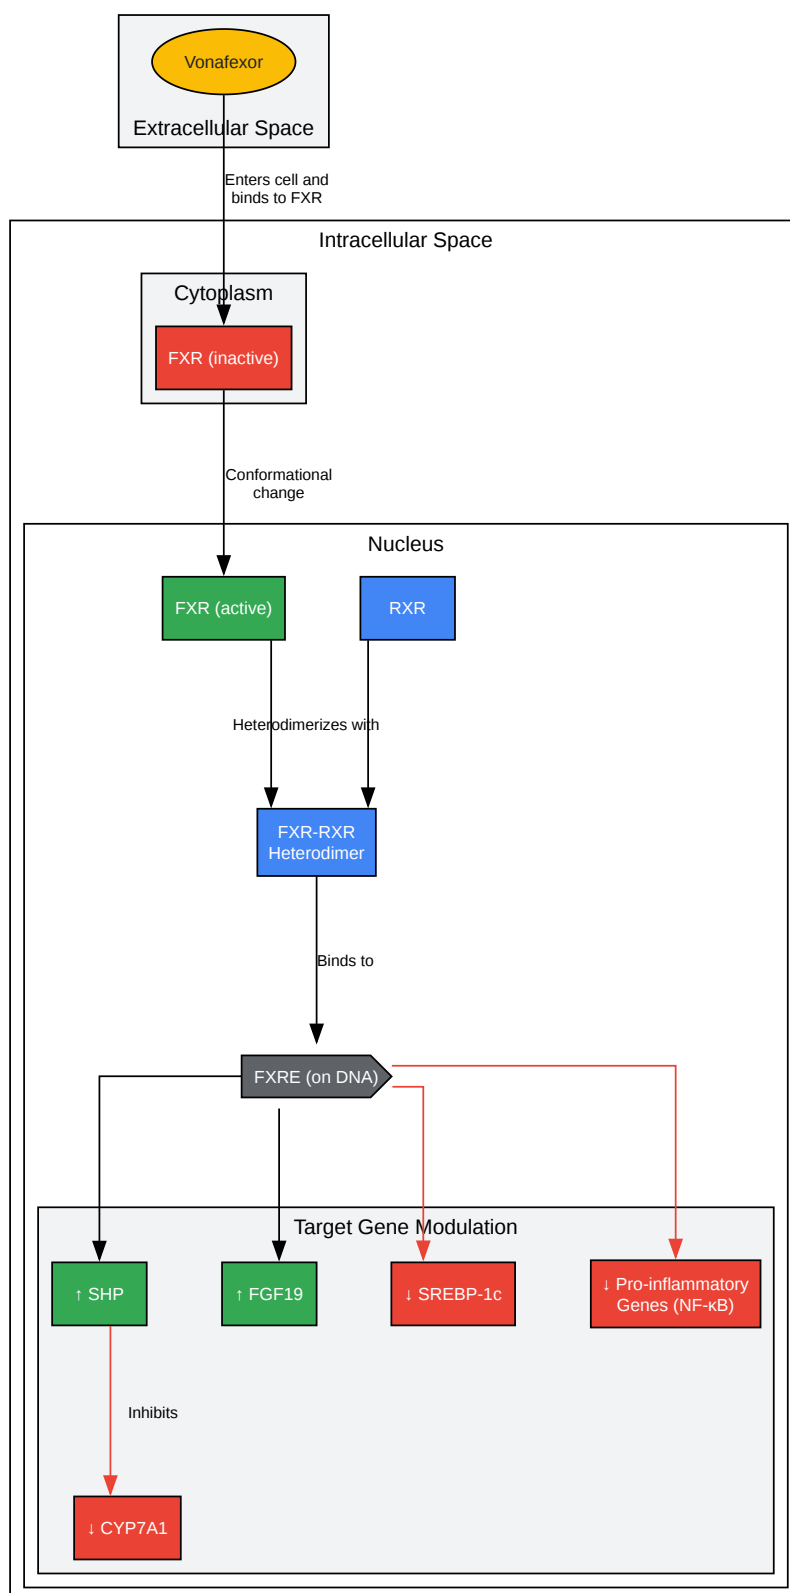 Vonafexor
Extracellular Space
Enters cell and
binds to FXR
Intracellular Space
Cytoplasm
FXR (inactive)
Conformational
change
Nucleus
FXR (active)
RXR
Heterodimerizes with
FXR-RXR
Heterodimer
Binds to
FXRE (on DNA)
Target Gene Modulation
↑ SHP
↑ FGF19
↓ SREBP-1c
↓ Pro-inflammatory
Genes (NF-κB)
Inhibits
↓ CYP7A1